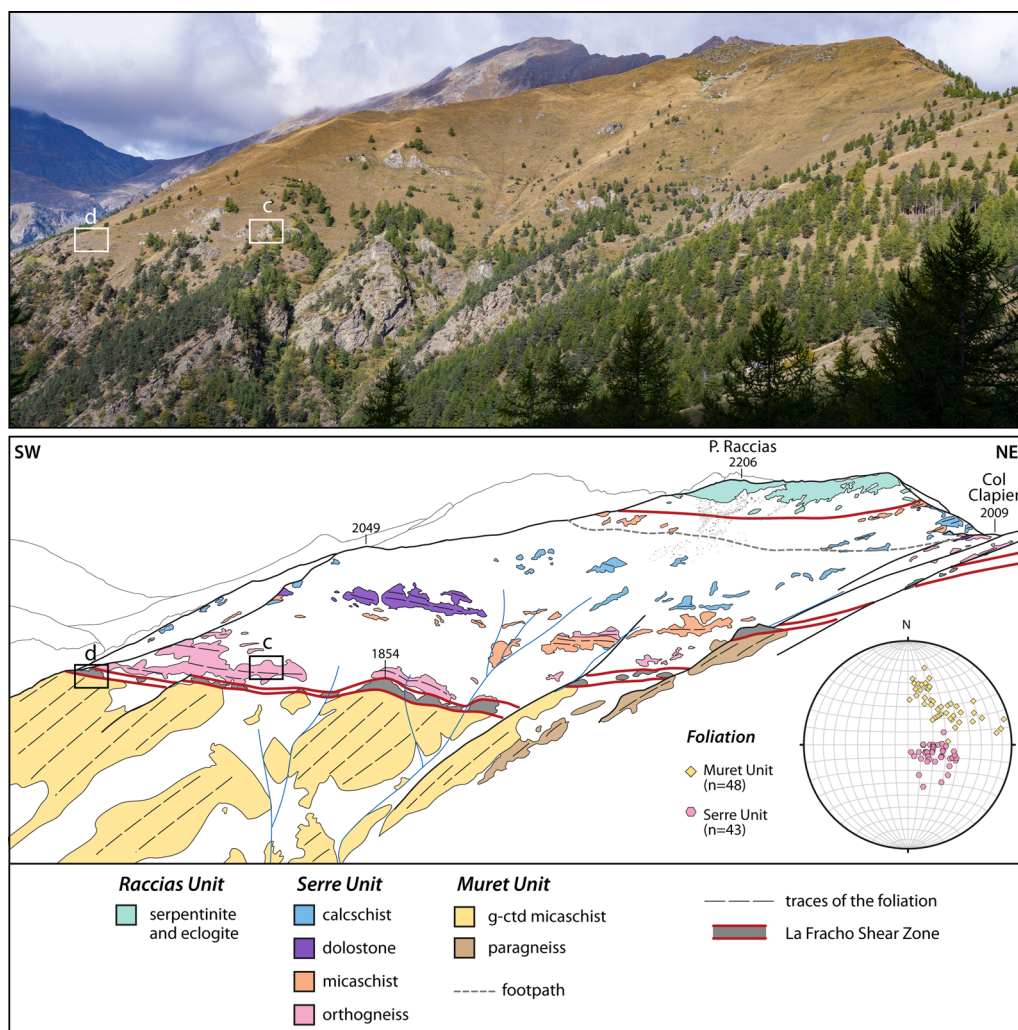 d
c
SW
NE
P. Raccias
2206
Col
Clapier
2009
2049
d
c
1854
N
Foliation
Muret Unit
(n=48)
Serre Unit
(n=43)
Raccias Unit
serpentinite
and eclogite
Serre Unit
calcschist
dolostone
micaschist
orthogneiss
Muret Unit
g-ctd micaschist
paragneiss
footpath
traces of the foliation
La Fracho Shear Zone